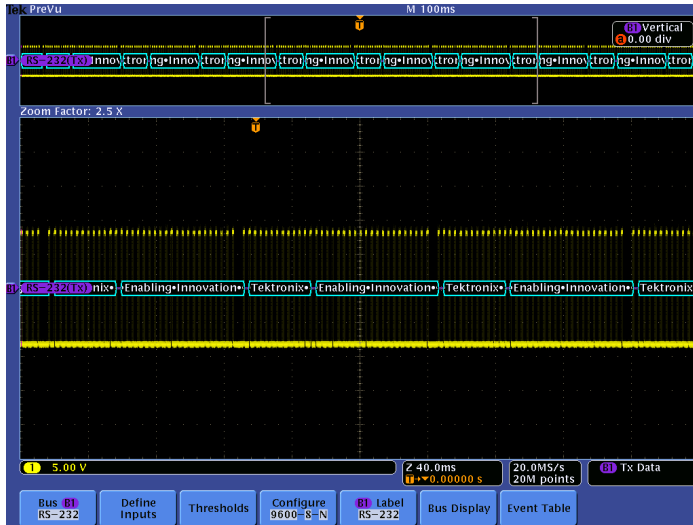 Tek PreVu M 100ms
B1 Vertical
a 0.00 div
B1 RS-232(Tx) Innov tron ng•Innov tron ng•Innov tron ng•Innov tron ng•Innov tron ng•Innov tron ng•Innov tron ng•Innov tron
Zoom Factor: 2.5 X
T
T
B1 RS-232(Tx) nix• Enabling•Innovation• Tektronix• Enabling•Innovation• Tektronix• Enabling•Innovation• Tektronix
1 5.00 V
Z 40.0ms
T→▼0.00000 s
20.0MS/s
20M points
B1 Tx Data
Bus B1
RS-232
Define
Inputs
Thresholds
Configure
9600-8-N
B1 Label
RS-232
Bus Display
Event Table